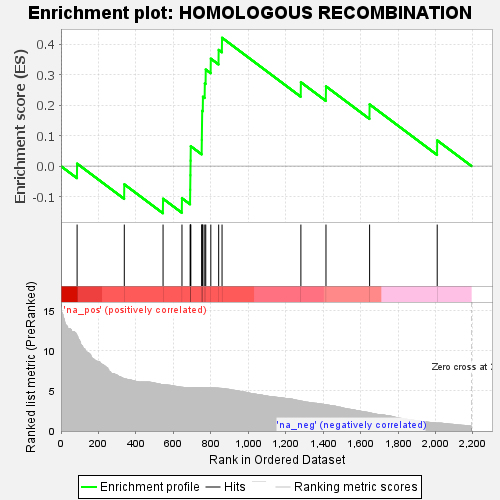 Enrichment plot: HOMOLOGOUS RECOMBINATION
Enrichment score (ES)
0.4
0.3
0.2
0.1
0.0
-0.1
'na_pos' (positively correlated)
Ranked list metric (PreRanked)
15
10
5
0
Zero cross at
'na_neg' (negatively correlated)
0 200 400 600 800 1,000 1,200 1,400 1,600 1,800 2,000 2,200
Rank in Ordered Dataset
Enrichment profile Hits Ranking metric scores